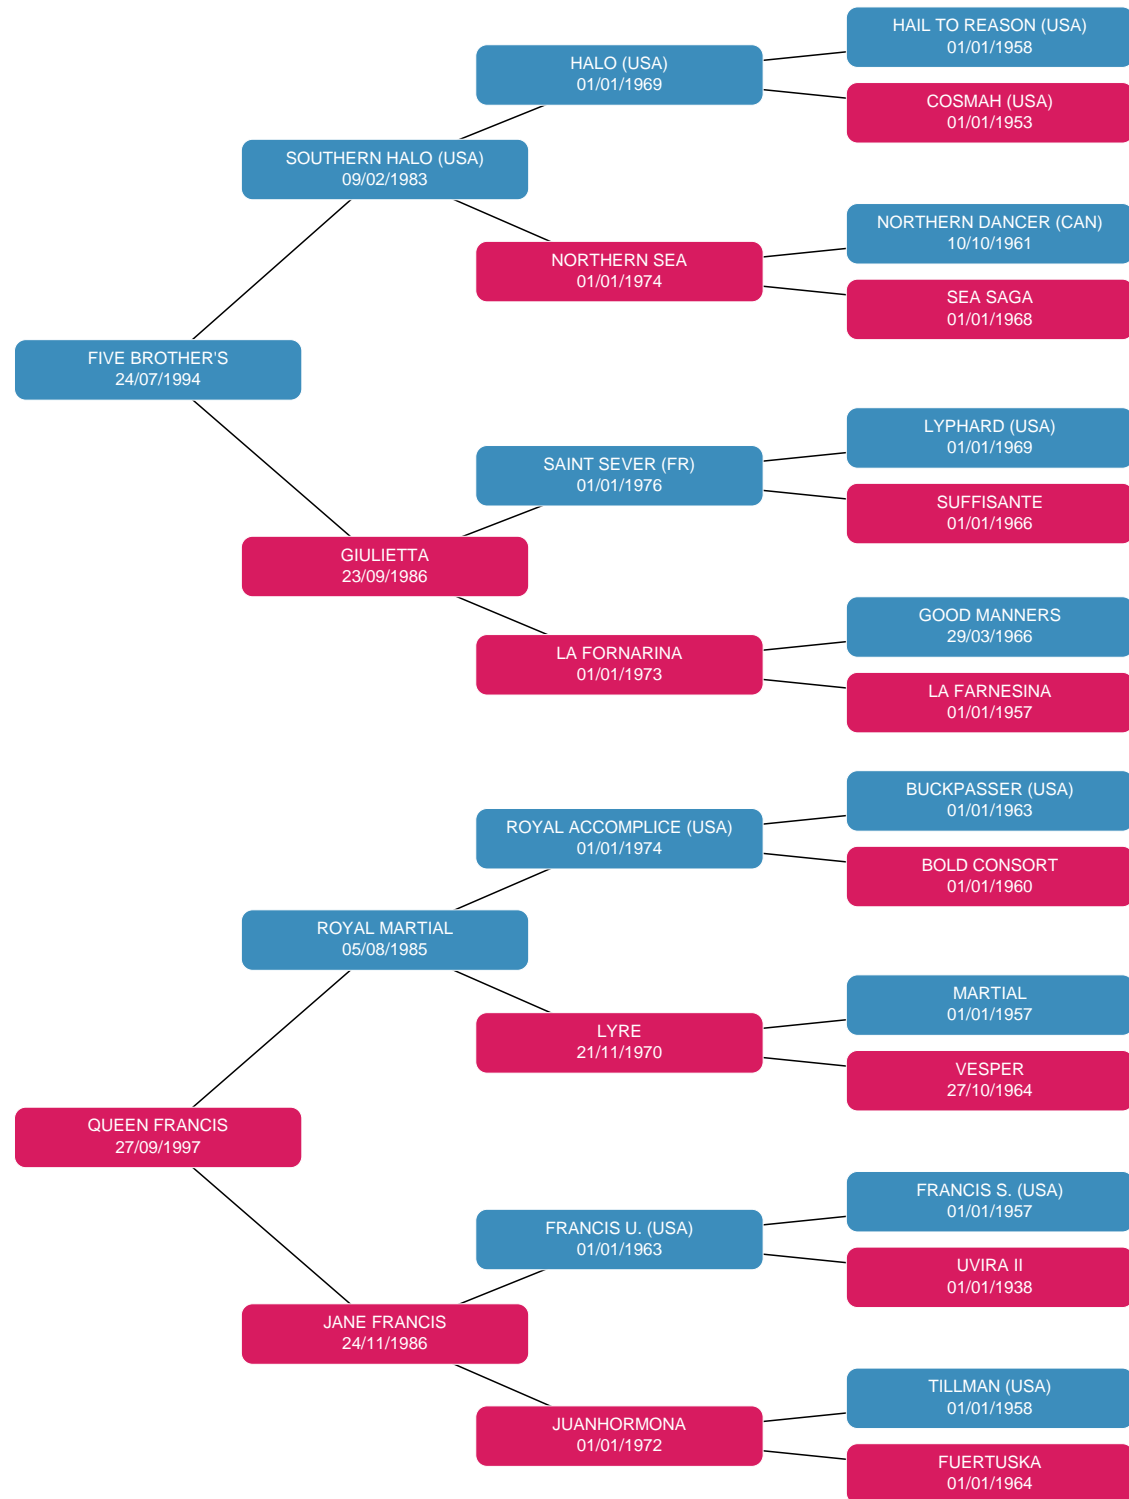 HAIL TO REASON (USA)
01/01/1958
HALO (USA)
01/01/1969
COSMAH (USA)
01/01/1953
SOUTHERN HALO (USA)
09/02/1983
NORTHERN DANCER (CAN)
10/10/1961
NORTHERN SEA
01/01/1974
SEA SAGA
01/01/1968
FIVE BROTHER'S
24/07/1994
LYPHARD (USA)
01/01/1969
SAINT SEVER (FR)
01/01/1976
SUFFISANTE
01/01/1966
GIULIETTA
23/09/1986
GOOD MANNERS
29/03/1966
LA FORNARINA
01/01/1973
LA FARNESINA
01/01/1957
BUCKPASSER (USA)
01/01/1963
ROYAL ACCOMPLICE (USA)
01/01/1974
BOLD CONSORT
01/01/1960
ROYAL MARTIAL
05/08/1985
MARTIAL
01/01/1957
LYRE
21/11/1970
VESPER
27/10/1964
QUEEN FRANCIS
27/09/1997
FRANCIS S. (USA)
01/01/1957
FRANCIS U. (USA)
01/01/1963
UVIRA II
01/01/1938
JANE FRANCIS
24/11/1986
TILLMAN (USA)
01/01/1958
JUANHORMONA
01/01/1972
FUERTUSKA
01/01/1964